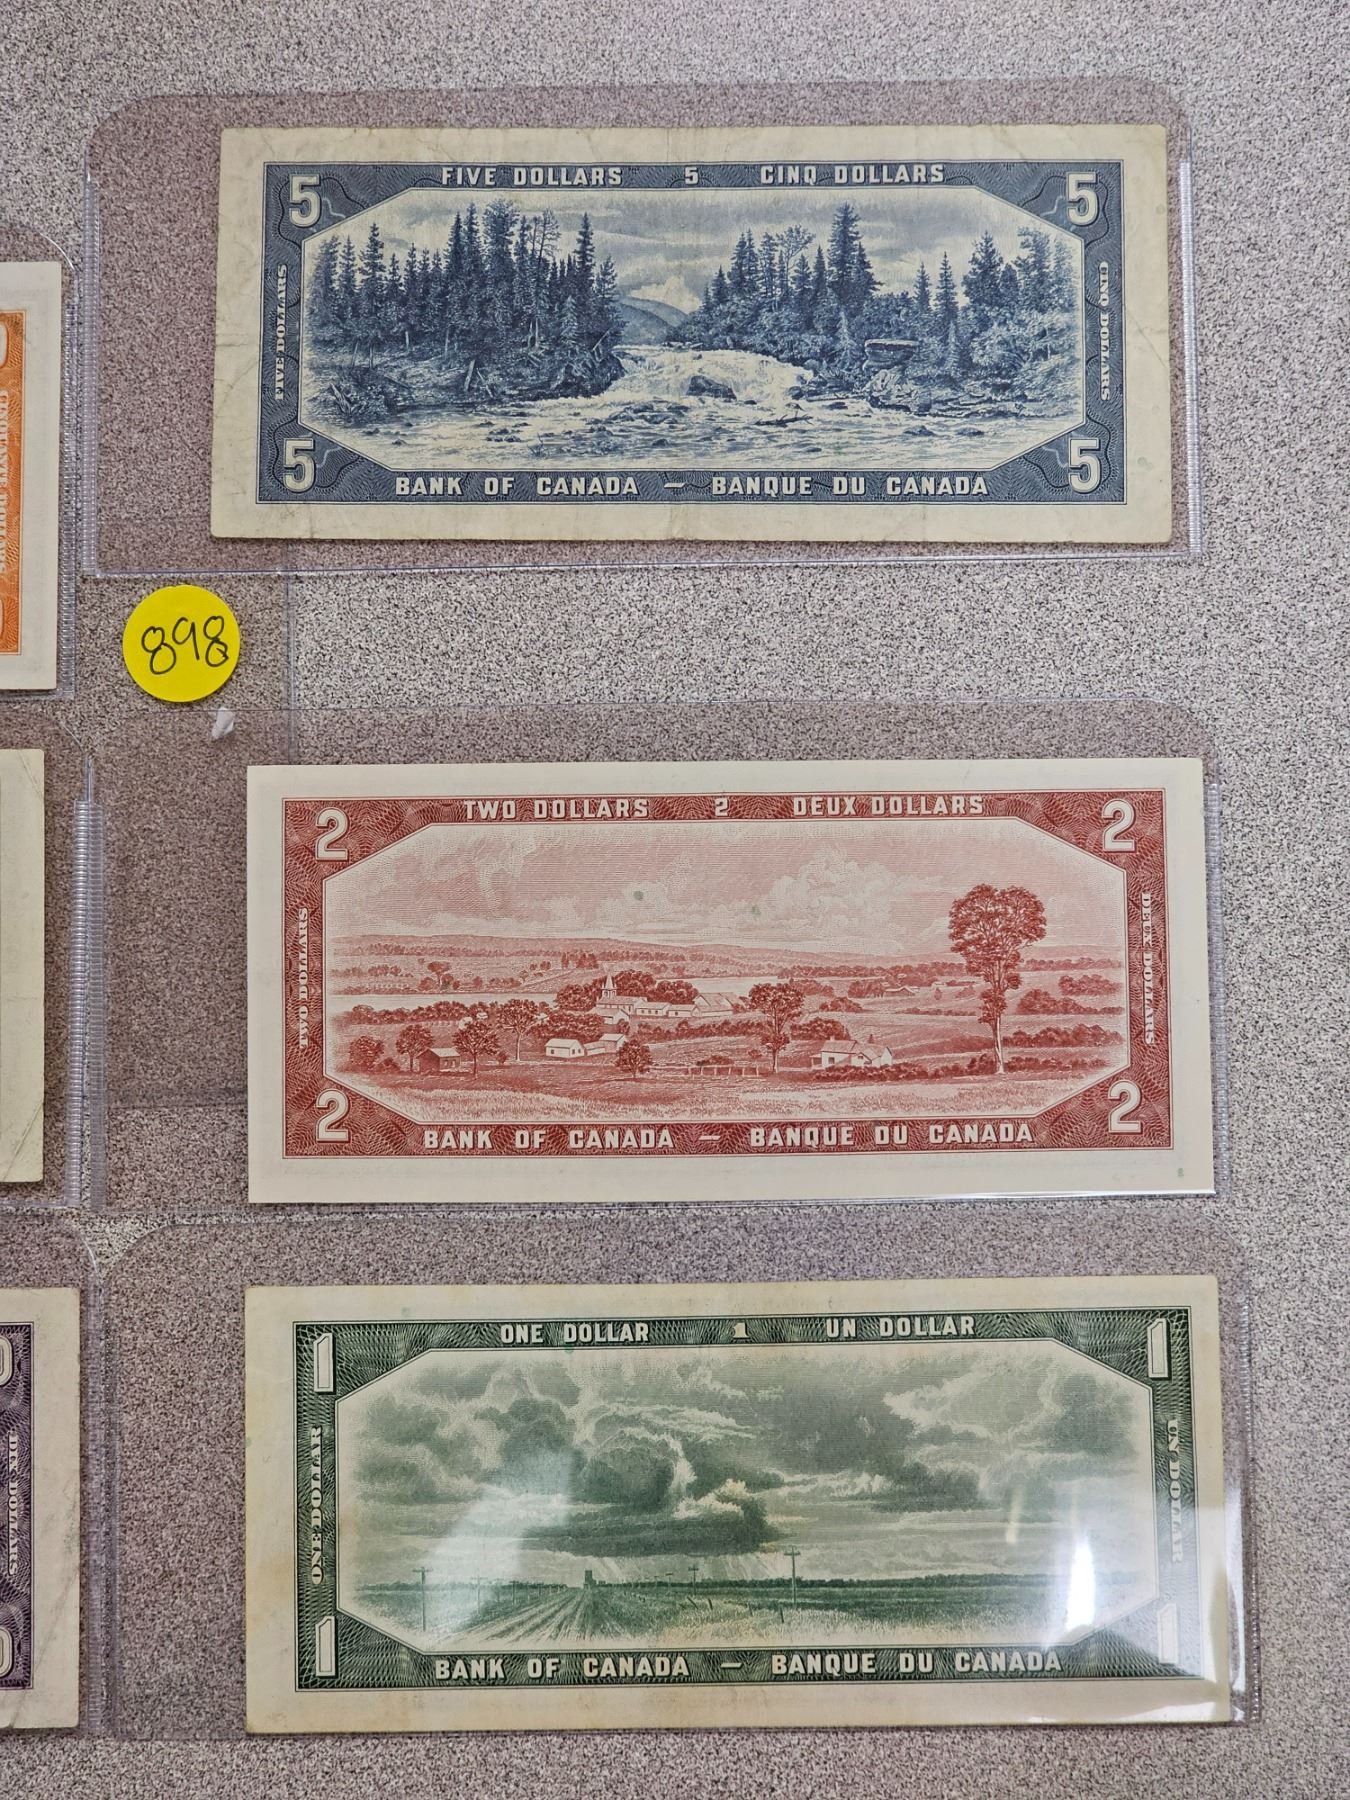 5 FIVE DOLLARS 5 CINQ DOLLARS 5
FIVE DOLLARS
CINQ DOLLARS
5 BANK OF CANADA — BANQUE DU CANADA 5
898
2 TWO DOLLARS 2 DEUX DOLLARS 2
TWO DOLLARS
DEUX DOLLARS
2 BANK OF CANADA — BANQUE DU CANADA 2
8
1 ONE DOLLAR 1 UN DOLLAR 1
ONE DOLLAR
UN DOLLAR
1 BANK OF CANADA — BANQUE DU CANADA 1
DIX DOLLARS